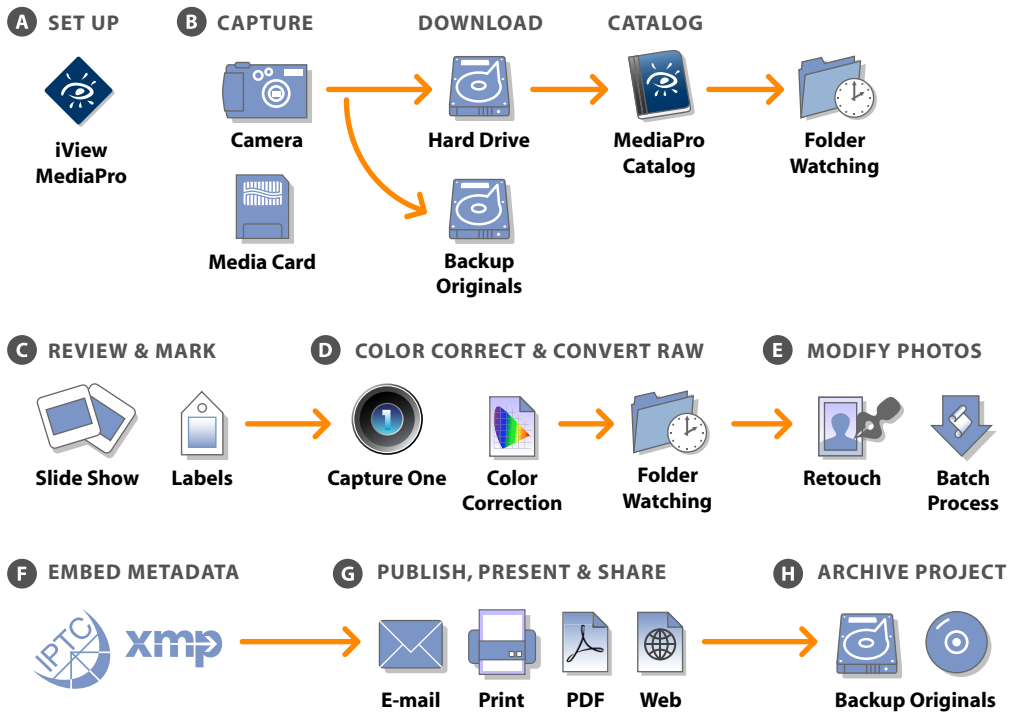 A SET UP
B CAPTURE
DOWNLOAD
CATALOG
iView
MediaPro
Camera
Hard Drive
MediaPro
Catalog
Folder
Watching
Media Card
Backup
Originals
C REVIEW & MARK
D COLOR CORRECT & CONVERT RAW
E MODIFY PHOTOS
1
Slide Show
Labels
Capture One
Color
Correction
Folder
Watching
Retouch
Batch
Process
F EMBED METADATA
G PUBLISH, PRESENT & SHARE
H ARCHIVE PROJECT
IPTC
xmp
E-mail
Print
PDF
Web
Backup Originals